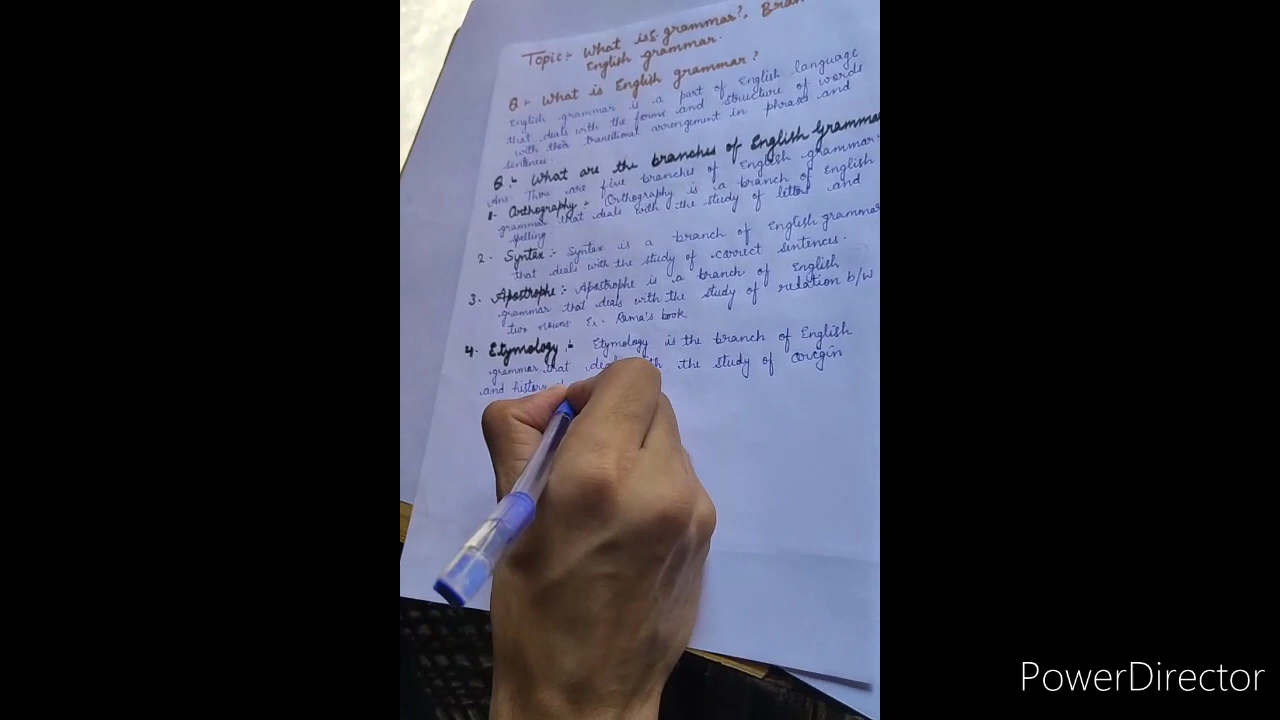 Topic:- What is grammar?, Bran
English grammar.
Q:- What is English grammar?
English grammar is a part of English language
that deals with the forms and structure of words
with their transitional arrangement in phrases and
sentences.
Q:- What are the branches of English Grammar
Ans- Thou are five branches of English grammar-
1- Orthography:- Orthography is a branch of English
grammar that deals with the study of letters and
spelling
2. Syntax:- Syntax is a branch of English grammar
that deals with the study of correct sentences.
3. Apostrophe:- Apostrophe is a branch of English
grammar that deals with the study of relation b/w
two nouns. Ex. Rama's book
4. Etymology:- Etymology is the branch of English
grammar that the study of oregin
and history
PowerDirector